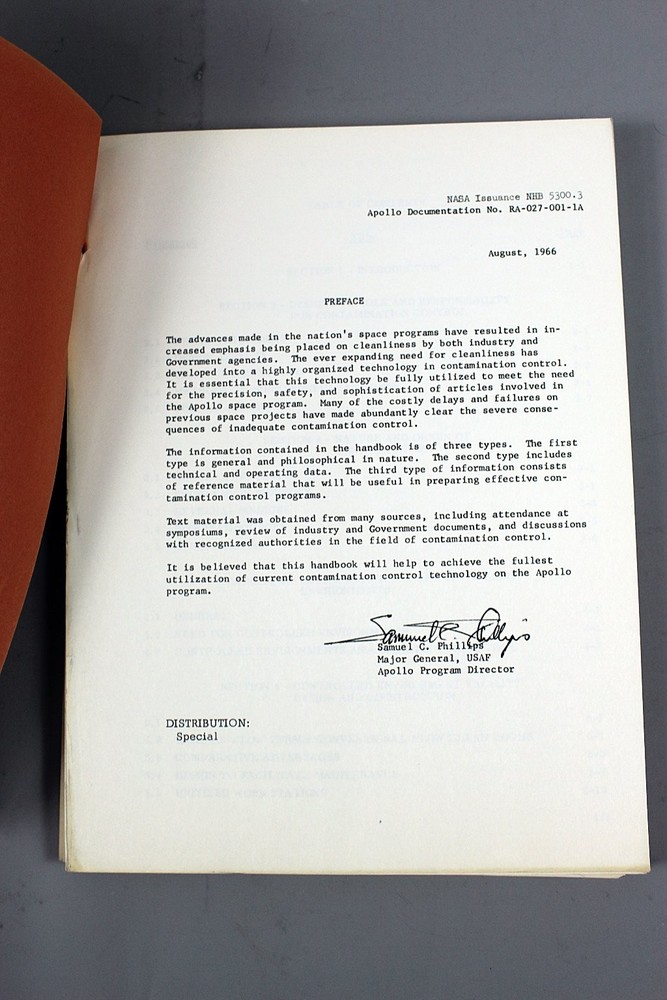 NASA Issuance NHB 5300.3
Apollo Documentation No. RA-027-001-1A
August, 1966
PREFACE
The advances made in the nation's space programs have resulted in in-
creased emphasis being placed on cleanliness by both industry and
Government agencies. The ever expanding need for cleanliness has
developed into a highly organized technology in contamination control.
It is essential that this technology be fully utilized to meet the need
for the precision, safety, and sophistication of articles involved in
the Apollo space program. Many of the costly delays and failures on
previous space projects have made abundantly clear the severe conse-
quences of inadequate contamination control.
The information contained in the handbook is of three types. The first
type is general and philosophical in nature. The second type includes
technical and operating data. The third type of information consists
of reference material that will be useful in preparing effective con-
tamination control programs.
Text material was obtained from many sources, including attendance at
symposiums, review of industry and Government documents, and discussions
with recognized authorities in the field of contamination control.
It is believed that this handbook will help to achieve the fullest
utilization of current contamination control technology on the Apollo
program.
Samuel C. Phillips
Samuel C. Phillips
Major General, USAF
Apollo Program Director
DISTRIBUTION:
Special